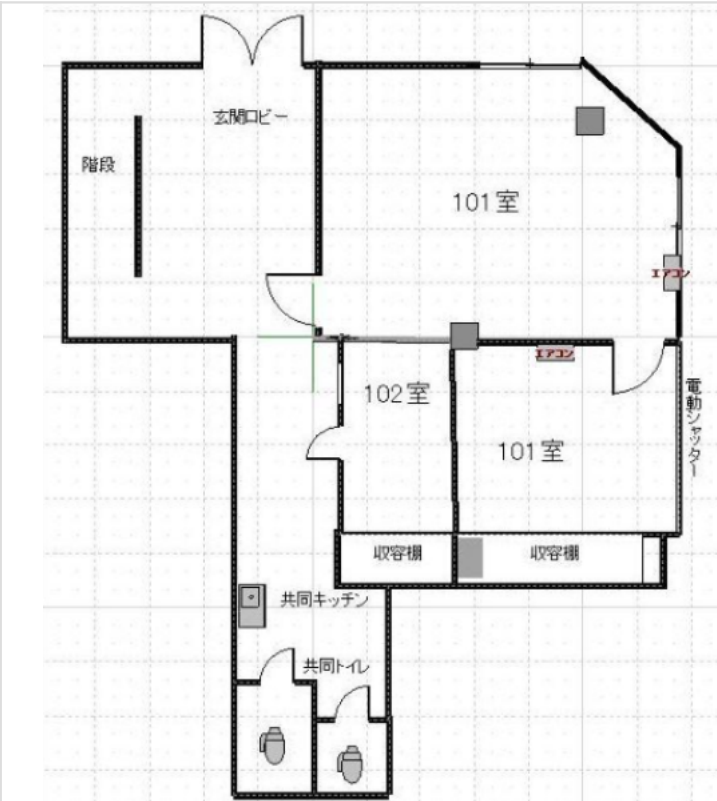 玄関ロビー
階段
101室
エアコン
エアコン
102室
電動シャッター
101室
収容棚
収容棚
共同キッチン
共同トイレ